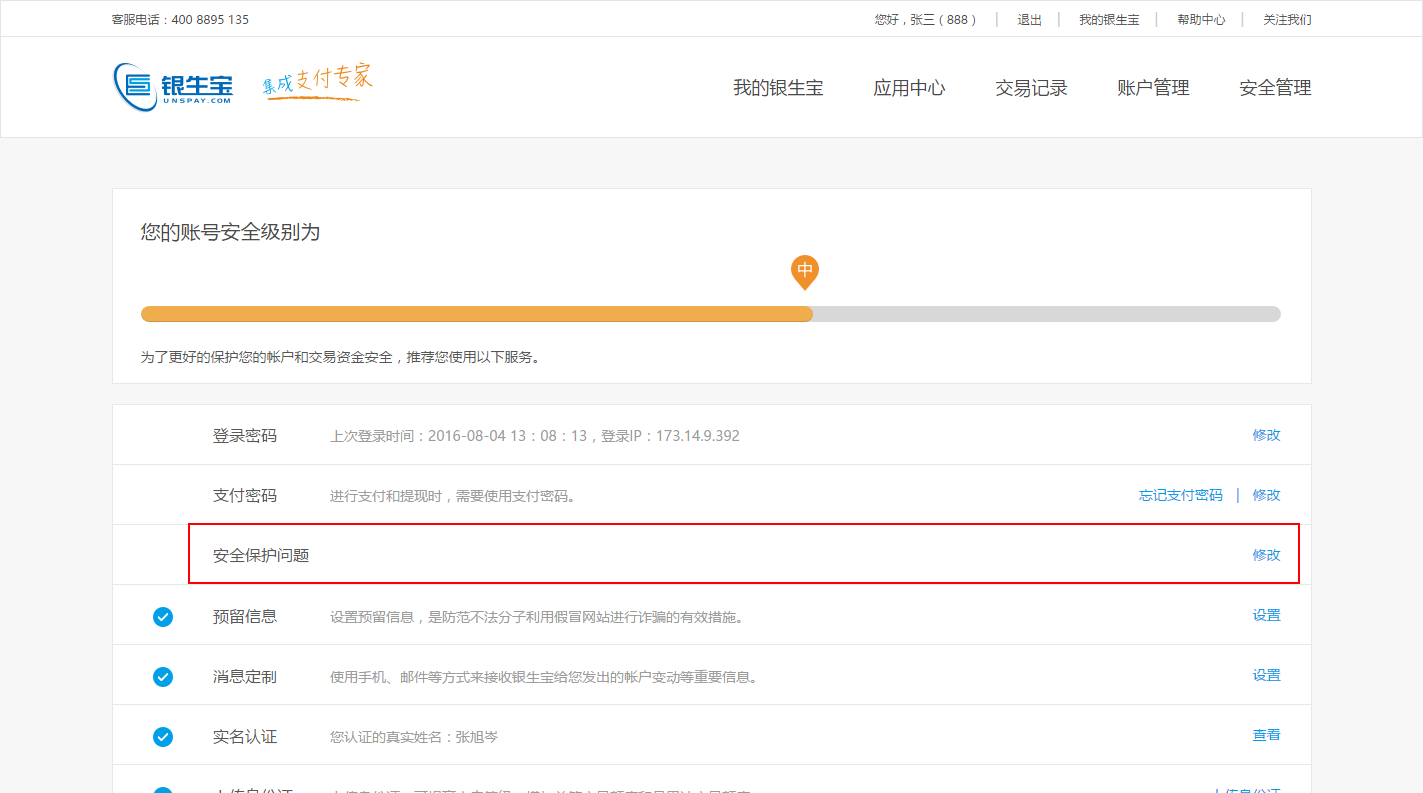 客服电话：400 8895 135
您好，张三（888） | 退出 | 我的银生宝 | 帮助中心 | 关注我们
银生宝
UNSPAY.COM
集成支付专家
我的银生宝 应用中心 交易记录 账户管理 安全管理
您的账号安全级别为
中
为了更好的保护您的帐户和交易资金安全，推荐您使用以下服务。
登录密码 上次登录时间：2016-08-04 13：08：13，登录IP：173.14.9.392 修改
支付密码 进行支付和提现时，需要使用支付密码。 忘记支付密码 | 修改
安全保护问题 修改
预留信息 设置预留信息，是防范不法分子利用假冒网站进行诈骗的有效措施。 设置
消息定制 使用手机、邮件等方式来接收银生宝给您发出的帐户变动等重要信息。 设置
实名认证 您认证的真实姓名：张旭岑 查看
上传身份证 上传身份证